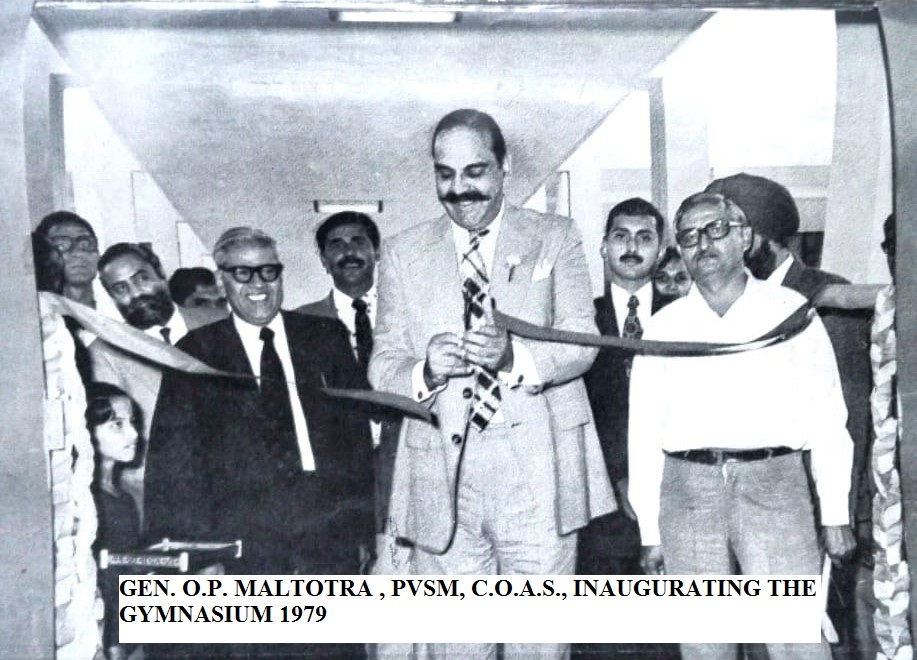 GEN. O.P. MALTOTRA , PVSM, C.O.A.S., INAUGURATING THE
GYMNASIUM 1979